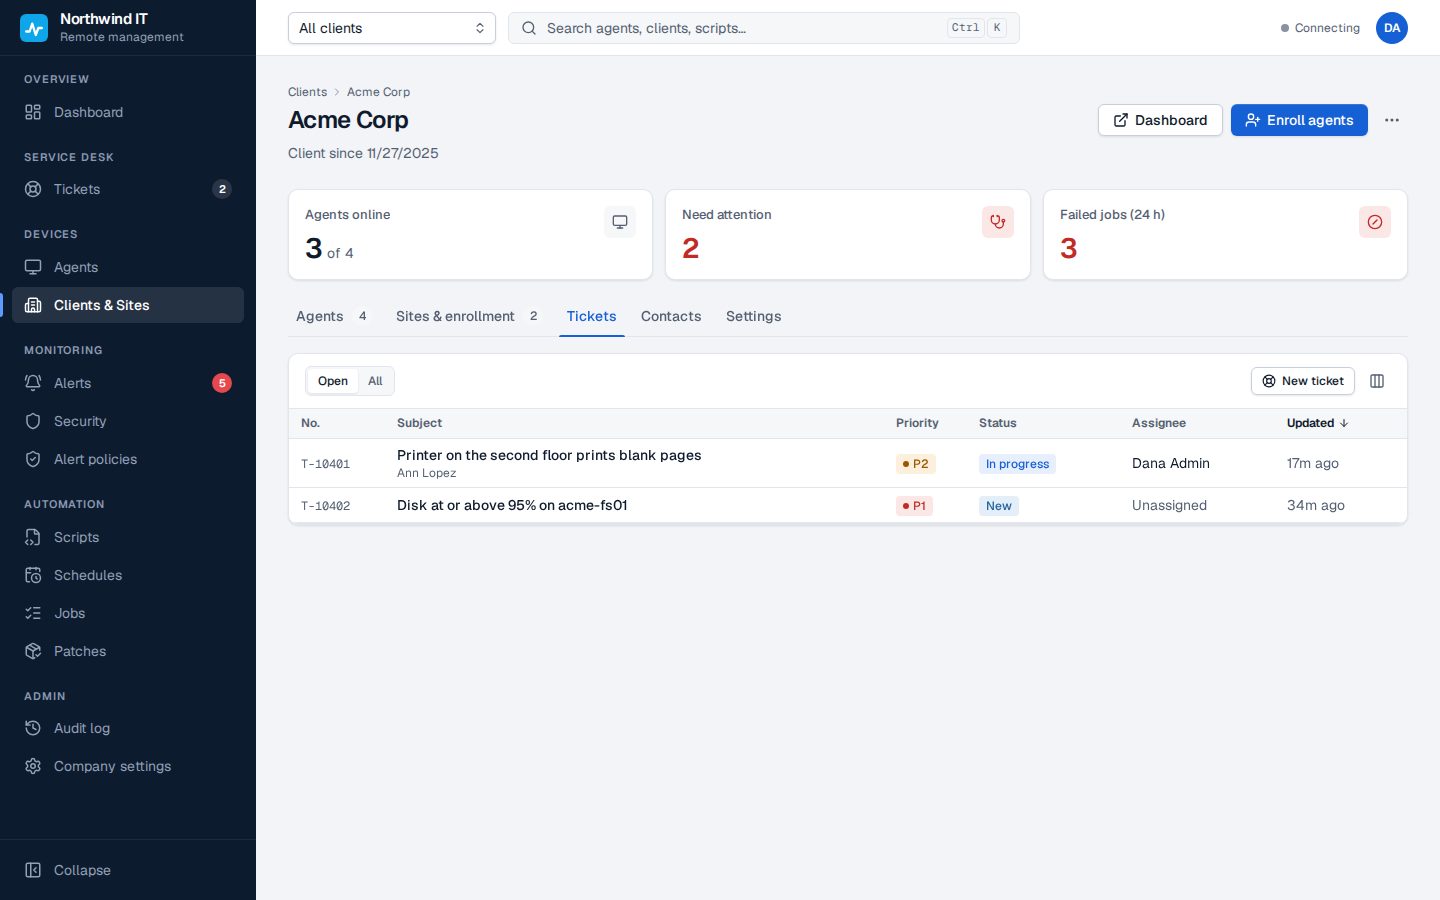 Northwind IT
Remote management
OVERVIEW
Dashboard
SERVICE DESK
Tickets 2
DEVICES
Agents
Clients & Sites
MONITORING
Alerts 5
Security
Alert policies
AUTOMATION
Scripts
Schedules
Jobs
Patches
ADMIN
Audit log
Company settings
Collapse
All clients
Search agents, clients, scripts… Ctrl K
Connecting DA
Clients > Acme Corp
Acme Corp
Client since 11/27/2025
Dashboard
Enroll agents
Agents online
3 of 4
Need attention
2
Failed jobs (24 h)
3
Agents 4 Sites & enrollment 2 Tickets Contacts Settings
Open All
New ticket
No. Subject Priority Status Assignee Updated ↓
T-10401 Printer on the second floor prints blank pages P2 In progress Dana Admin 17m ago
Ann Lopez
T-10402 Disk at or above 95% on acme-fs01 P1 New Unassigned 34m ago